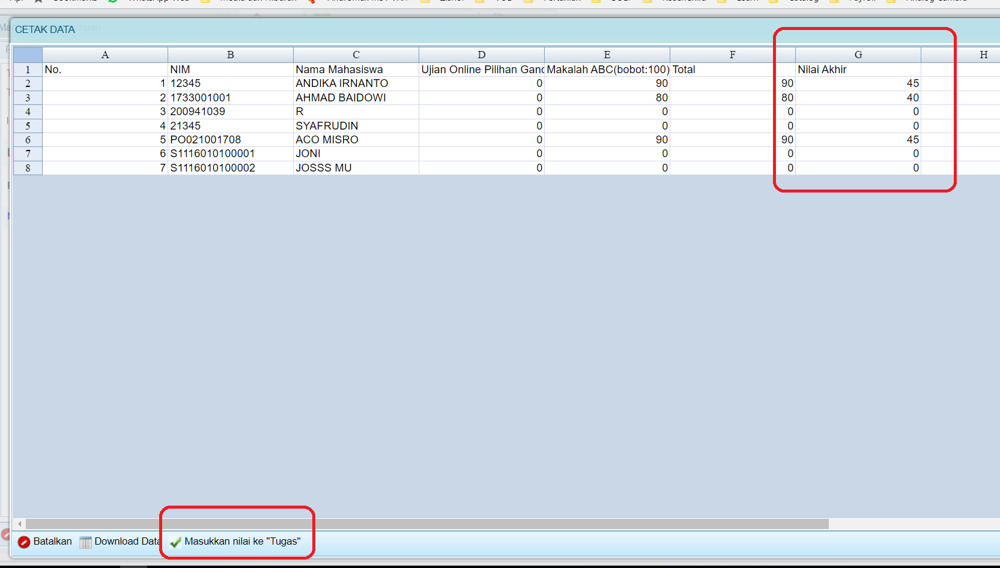 WhatsApp Web
CETAK DATA
A B C D E F G H
1 No. NIM Nama Mahasiswa Ujian Online Pilihan Gand Makalah ABC(bobot:100) Total Nilai Akhir
2 1 12345 ANDIKA IRNANTO 0 90 90 45
3 2 1733001001 AHMAD BAIDOWI 0 80 80 40
4 3 200941039 R 0 0 0 0
5 4 21345 SYAFRUDIN 0 0 0 0
6 5 PO021001708 ACO MISRO 0 90 90 45
7 6 S1116010100001 JONI 0 0 0 0
8 7 S1116010100002 JOSSS MU 0 0 0 0
Batalkan Download Data Masukkan nilai ke "Tugas"